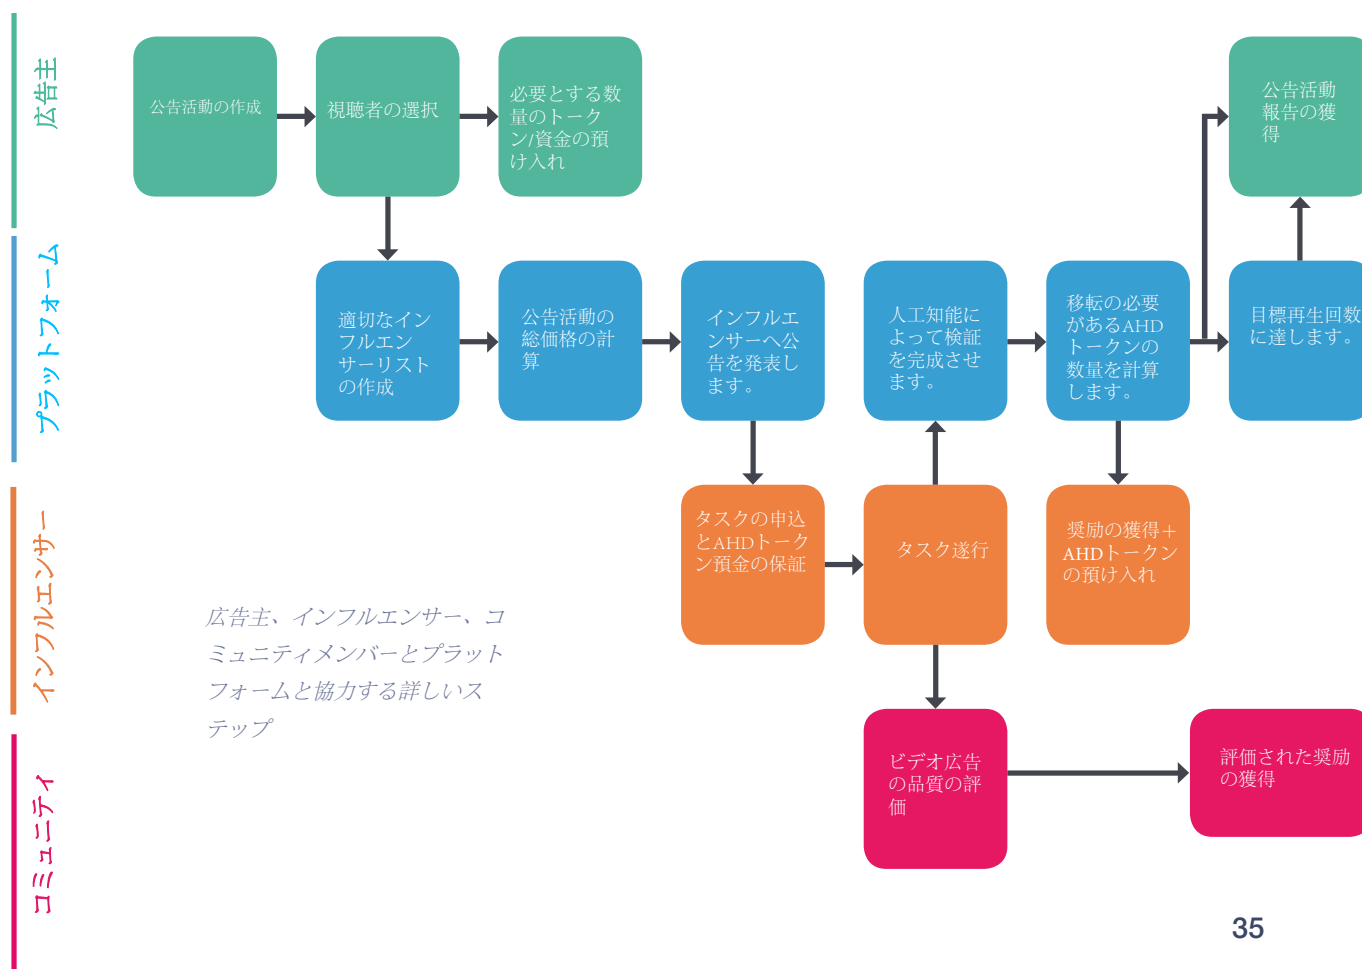 広告主
公告活動の作成
視聴者の選択
必要とする数
量のトーク
ン/資金の預
け入れ
公告活動
報告の獲
得
プラットフォーム
適切なイン
フルエン
サーリスト
の作成
公告活動の
総価格の計
算
インフルエ
ンサーへ公
告を発表し
ます。
人工知能に
よって検証
を完成させ
ます。
移転の必要
があるAHD
トークンの
数量を計算
します。
目標再生回数
に達します。
インフルエンサー
タスクの申込
とAHDトーク
ン預金の保証
タスク遂行
奨励の獲得＋
AHDトークン
の預け入れ
広告主、インフルエンサー、コ
ミュニティメンバーとプラット
フォームと協力する詳しいス
テップ
コミュニティ
ビデオ広告
の品質の評
価
評価された奨励
の獲得
35